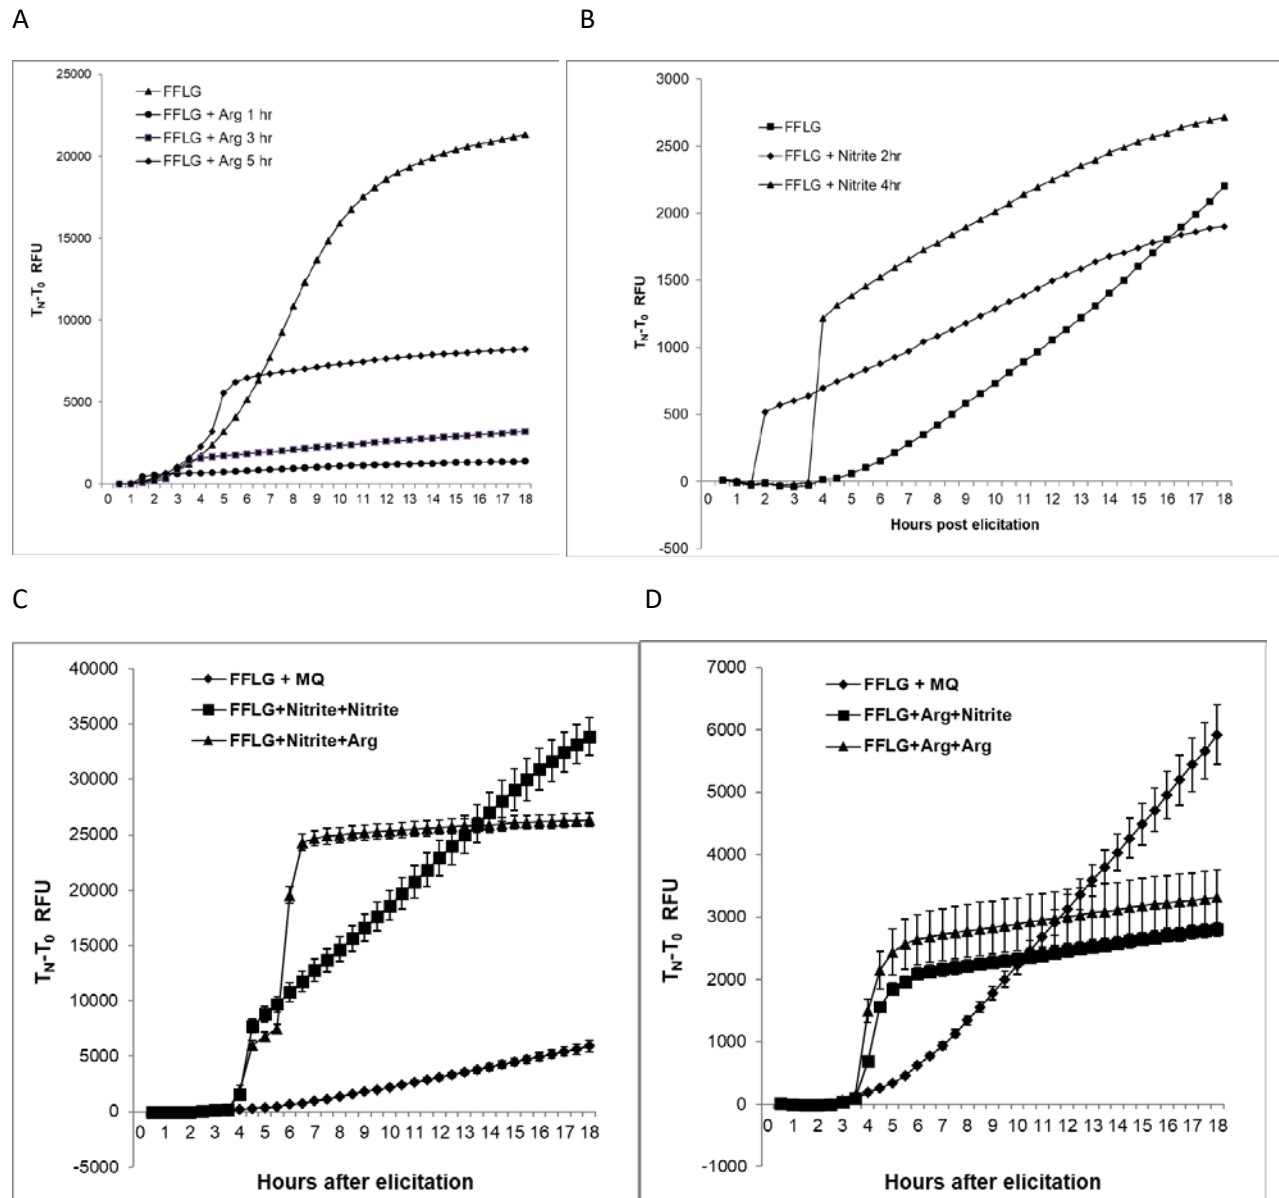 A
B
25000
20000
15000
10000
5000
0
T_N-T_0 RFU
FFLG
FFLG + Arg 1 hr
FFLG + Arg 3 hr
FFLG + Arg 5 hr
0 1 2 3 4 5 6 7 8 9 10 11 12 13 14 15 16 17 18
3000
2500
2000
1500
1000
500
0
-500
T_N-T_0 RFU
FFLG
FFLG + Nitrite 2hr
FFLG + Nitrite 4hr
0 1 2 3 4 5 6 7 8 9 10 11 12 13 14 15 16 17 18
Hours post elicitation
C
D
40000
35000
30000
25000
20000
15000
10000
5000
0
-5000
T_N-T_0 RFU
FFLG + MQ
FFLG+Nitrite+Nitrite
FFLG+Nitrite+Arg
0 1 2 3 4 5 6 7 8 9 10 11 12 13 14 15 16 17 18
Hours after elicitation
7000
6000
5000
4000
3000
2000
1000
0
-1000
T_N-T_0 RFU
FFLG + MQ
FFLG+Arg+Nitrite
FFLG+Arg+Arg
0 1 2 3 4 5 6 7 8 9 10 11 12 13 14 15 16 17 18
Hours after elicitation